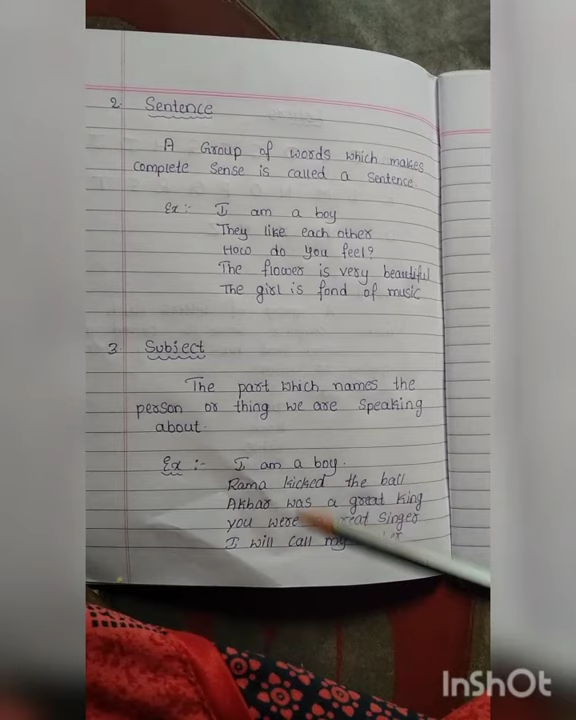 2. Sentence
A Group of words which makes
complete sense is called a sentence
Ex :- I am a boy
They like each other
How do you feel?
The flower is very beautiful
The girl is fond of music
3 Subject
The part which names the
person or thing we are speaking
about.
Ex :- I am a boy.
Rama kicked the ball
Akbar was a great king
you were great singer
I will call my
InShOt